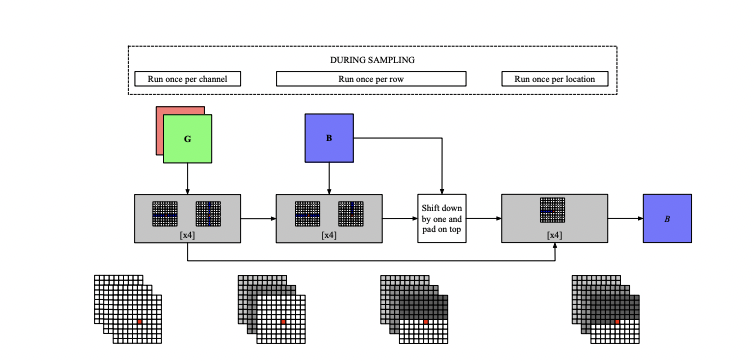 DURING SAMPLING
Run once per channel
Run once per row
Run once per location
G
B
Shift down
by one and
pad on top
[x4]
[x4]
[x4]
B